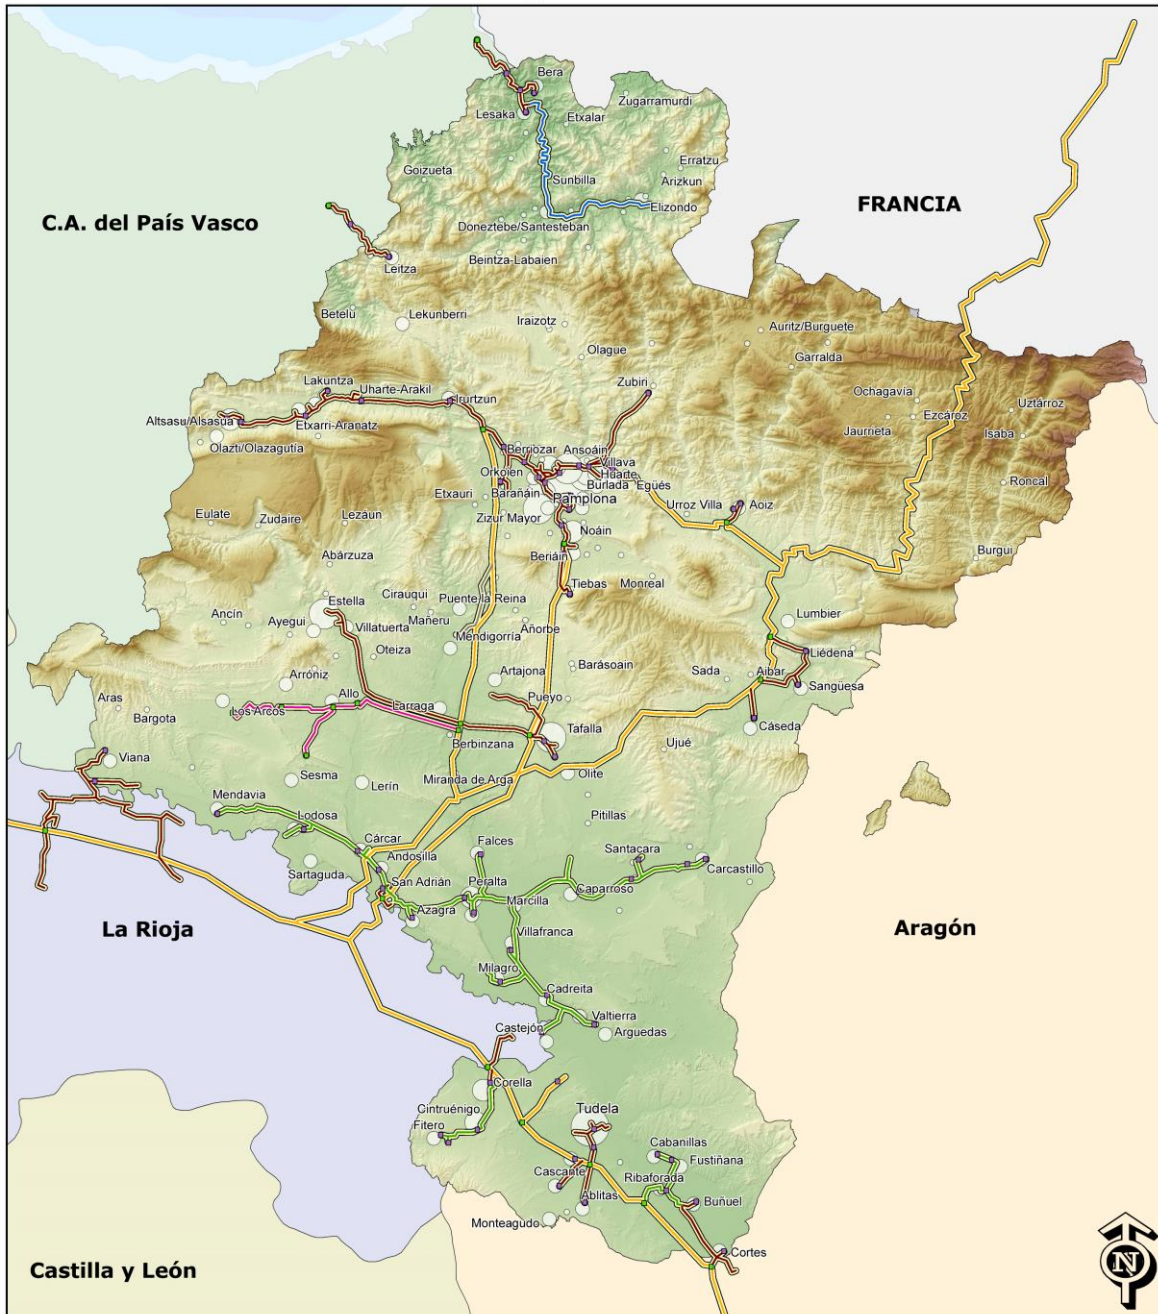 Bera
Zugarramurdi
Lesaka
Etxalar
Erratzu
Goizueta
Sunbilla
Arizkun
Elizondo
FRANCIA
C.A. del País Vasco
Doneztebe/Santesteban
Beintza-Labaien
Leitza
Betelu
Lekunberri
Iraizotz
Auritz/Burguete
Olague
Garralda
Lakuntza
Uharte-Arakil
Zubiri
Ochagavía
Irurtzun
Uztárroz
Altsasu/Alsasua
Ezcároz
Etxarri-Aranatz
Jaurrieta
Isaba
Olazti/Olazagutía
Berriozar
Ansoáin
Villava
Orkoien
Huarte
Roncal
Burlada
Egüés
Etxauri
Barañáin
Pamplona
Urroz Villa
Aoiz
Eulate
Zudaire
Lezáun
Zizur Mayor
Noáin
Abárzuza
Beriáin
Burgui
Tiebas
Monreal
Cirauqui
Puente la Reina
Estella
Ancín
Ayegui
Villatuerta
Mañeru
Añorbe
Lumbier
Mendigorría
Oteiza
Liédena
Arróniz
Artajona
Barásoain
Sada
Aibar
Sangüesa
Aras
Allo
Pueyo
Bargota
Los Arcos
Larraga
Cáseda
Tafalla
Berbinzana
Ujué
Viana
Sesma
Lerín
Miranda de Arga
Olite
Mendavia
Pitillas
Lodosa
Cárcar
Falces
Santacara
Andosilla
Carcastillo
Sartaguda
San Adrián
Peralta
Caparroso
Azagra
Marcilla
La Rioja
Villafranca
Aragón
Milagro
Cadreita
Valtierra
Castejón
Arguedas
Corella
Cintruénigo
Tudela
Fitero
Cabanillas
Fustiñana
Cascante
Ribaforada
Ablitas
Buñuel
Monteagudo
Cortes
Castilla y León
N